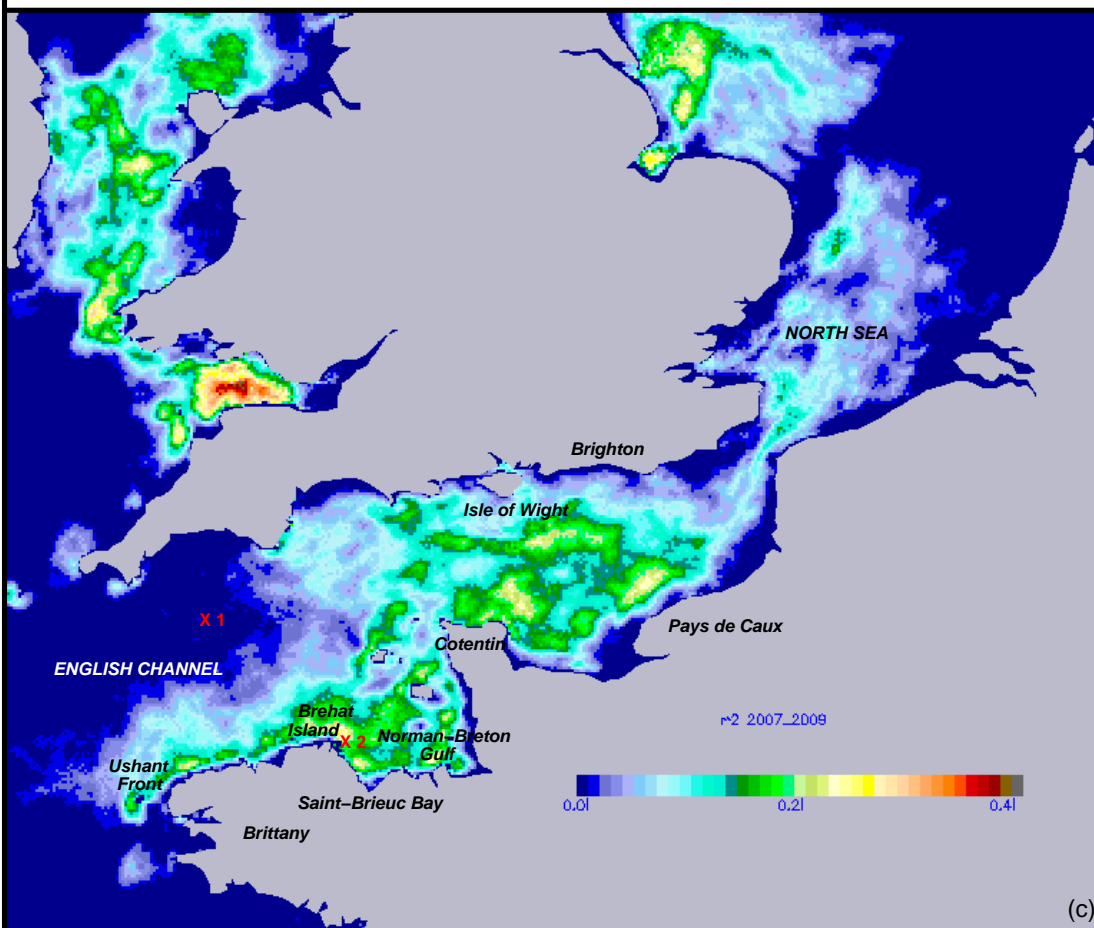 NORTH SEA
Brighton
Isle of Wight
X 1
Pays de Caux
Cotentin
ENGLISH CHANNEL
Brehat
Island
X 2
Norman–Breton
Gulf
Ushant
Front
Saint–Brieuc Bay
Brittany
r^2 2007_2009
0.0|
0.2|
0.4|
(c)